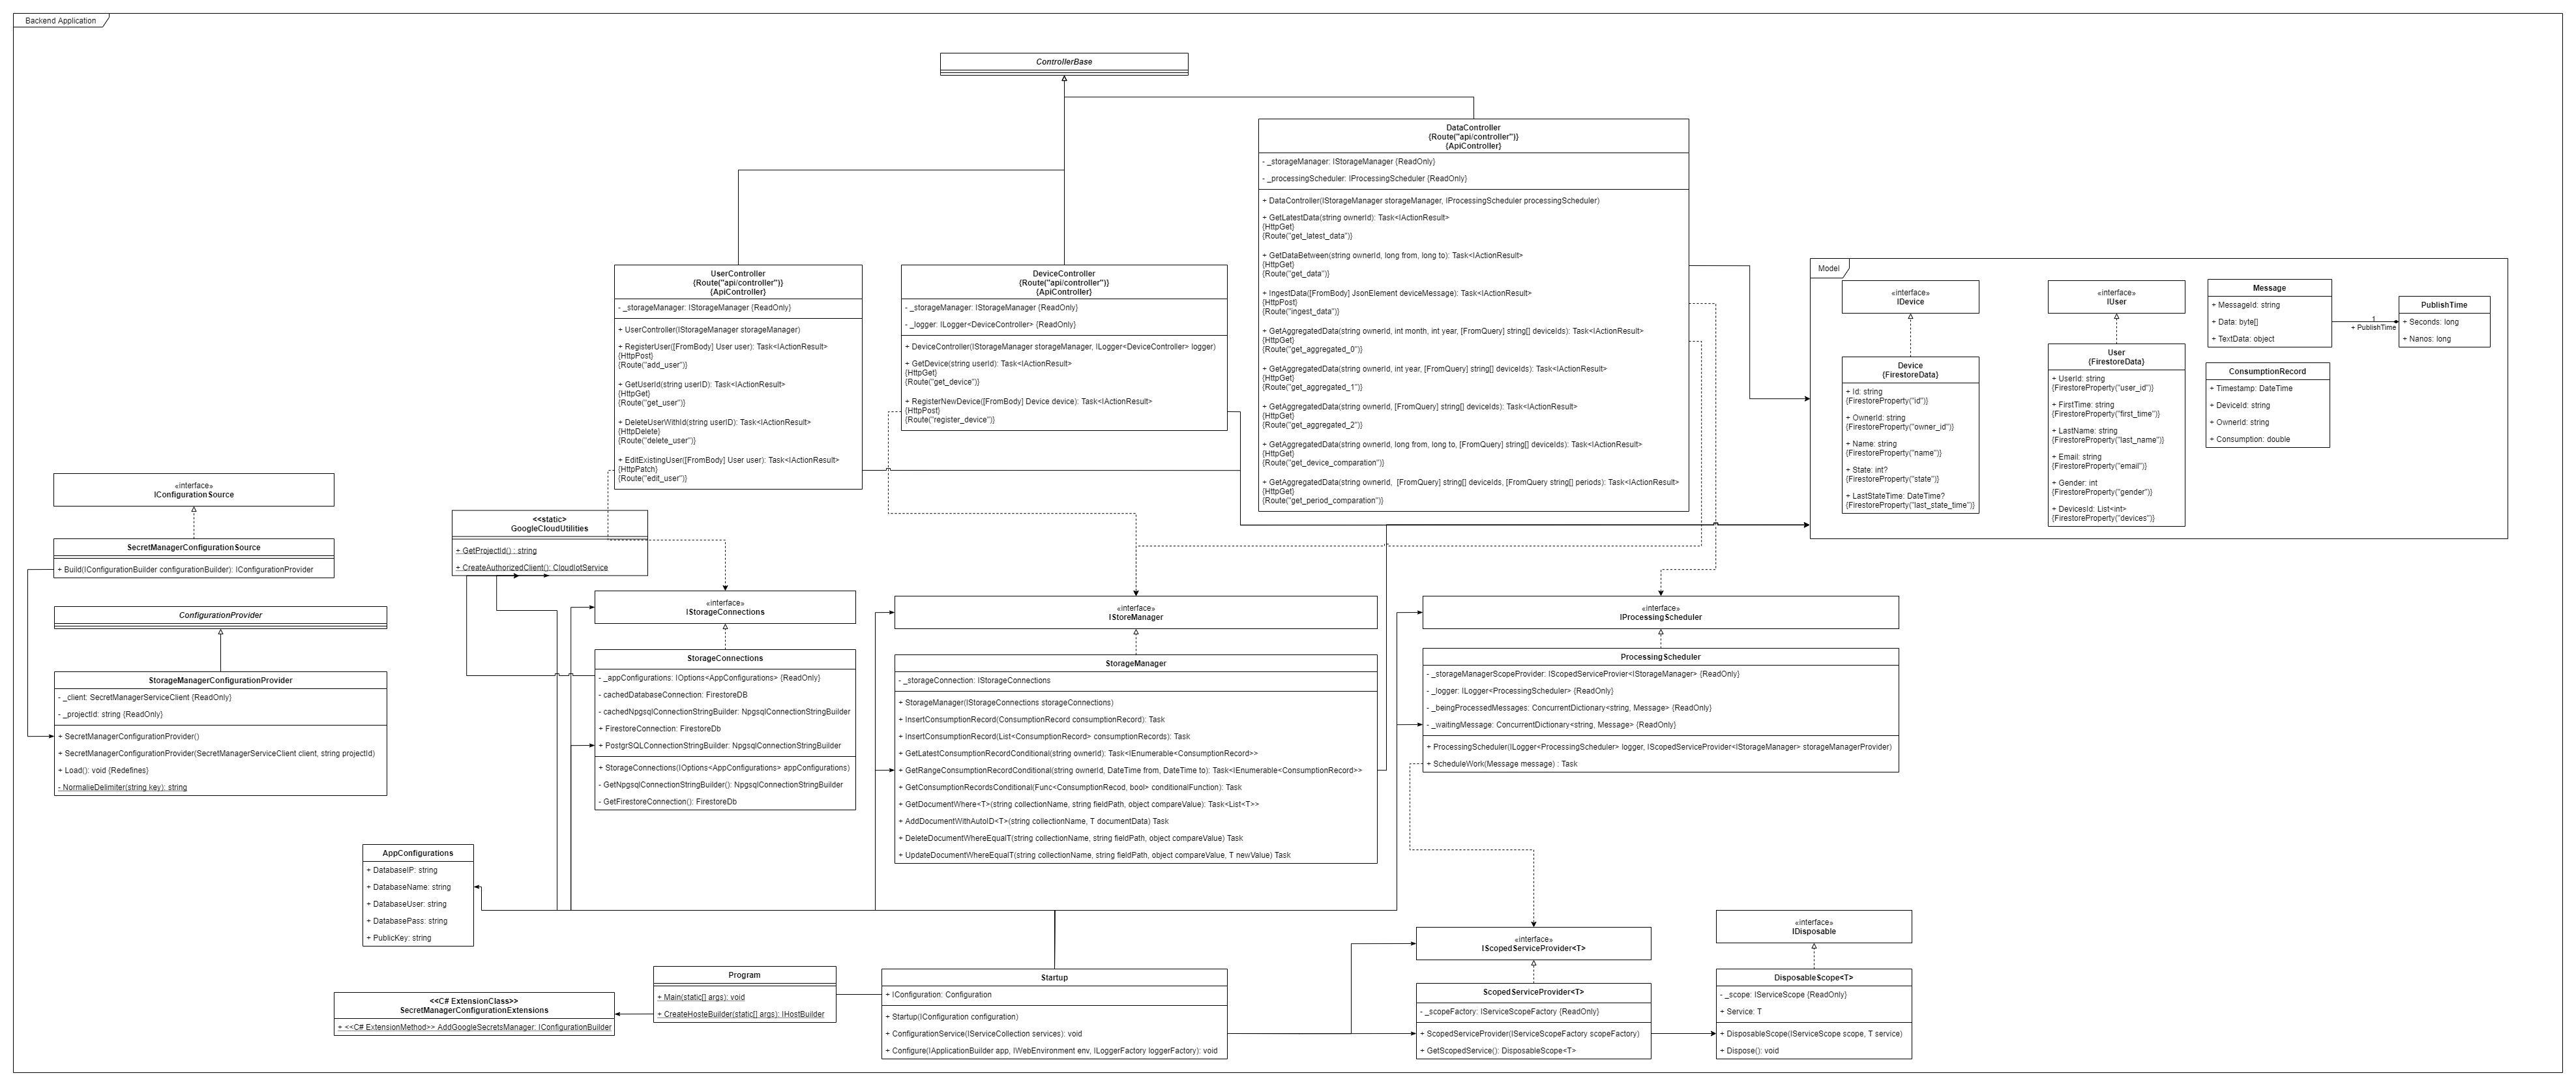 Backend Application
ControllerBase
DataController
{Route("api/controller")}
{ApiController}
- _storageManager: IStorageManager {ReadOnly}
- _processingScheduler: IProcessingScheduler {ReadOnly}
+ DataController(IStorageManager storageManager, IProcessingScheduler processingScheduler)
+ GetLatestData(string ownerId): Task<IActionResult>
{HttpGet}
{Route("get_latest_data")}
+ GetDataBetween(string ownerId, long from, long to): Task<IActionResult>
{HttpGet}
{Route("get_data")}
+ IngestData([FromBody] JsonElement deviceMessage): Task<IActionResult>
{HttpPost}
{Route("ingest_data")}
+ GetAggregatedData(string ownerId, int month, int year, [FromQuery] string[] deviceIds): Task<IActionResult>
{HttpGet}
{Route("get_aggregated_0")}
+ GetAggregatedData(string ownerId, int year, [FromQuery] string[] deviceIds): Task<IActionResult>
{HttpGet}
{Route("get_aggregated_1")}
+ GetAggregatedData(string ownerId, [FromQuery] string[] deviceIds): Task<IActionResult>
{HttpGet}
{Route("get_aggregated_2")}
+ GetAggregatedData(string ownerId, long from, long to, [FromQuery] string[] deviceIds): Task<IActionResult>
{HttpGet}
{Route("get_device_comparation")}
+ GetAggregatedData(string ownerId,  [FromQuery] string[] deviceIds, [FromQuery string[] periods): Task<IActionResult>
{HttpGet}
{Route("get_period_comparation")}
UserController
{Route("api/controller")}
{ApiController}
- _storageManager: IStorageManager {ReadOnly}
+ UserController(IStorageManager storageManager)
+ RegisterUser([FromBody] User user): Task<IActionResult>
{HttpPost}
{Route("add_user")}
+ GetUserId(string userID): Task<IActionResult>
{HttpGet}
{Route("get_user")}
+ DeleteUserWithId(string userID): Task<IActionResult>
{HttpDelete}
{Route("delete_user")}
+ EditExistingUser([FromBody] User user): Task<IActionResult>
{HttpPatch}
{Route("edit_user")}
DeviceController
{Route("api/controller")}
{ApiController}
- _storageManager: IStorageManager {ReadOnly}
- _logger: ILogger<DeviceController> {ReadOnly}
+ DeviceController(IStorageManager storageManager, ILogger<DeviceController> logger)
+ GetDevice(string userId): Task<IActionResult>
{HttpGet}
{Route("get_device")}
+ RegisterNewDevice([FromBody] Device device): Task<IActionResult>
{HttpPost}
{Route("register_device")}
Model
«interface»
IDevice
Device
{FirestoreData}
+ Id: string
{FirestoreProperty("id")}
+ OwnerId: string
{FirestoreProperty("owner_id")}
+ Name: string
{FirestoreProperty("name")}
+ State: int?
{FirestoreProperty("state")}
+ LastStateTime: DateTime?
{FirestoreProperty("last_state_time")}
«interface»
IUser
User
{FirestoreData}
+ UserId: string
{FirestoreProperty("user_id")}
+ FirstTime: string
{FirestoreProperty("first_time")}
+ LastName: string
{FirestoreProperty("last_name")}
+ Email: string
{FirestoreProperty("email")}
+ Gender: int
{FirestoreProperty("gender")}
+ DevicesId: List<int>
{FirestoreProperty("devices")}
Message
+ MessageId: string
+ Data: byte[]
+ TextData: object
1
+ PublishTime
PublishTime
+ Seconds: long
+ Nanos: long
ConsumptionRecord
+ Timestamp: DateTime
+ DeviceId: string
+ OwnerId: string
+ Consumption: double
«interface»
IConfigurationSource
SecretManagerConfigurationSource
+ Build(IConfigurationBuilder configurationBuilder): IConfigurationProvider
ConfigurationProvider
StorageManagerConfigurationProvider
- _client: SecretManagerServiceClient {ReadOnly}
- _projectId: string {ReadOnly}
+ SecretManagerConfigurationProvider()
+ SecretManagerConfigurationProvider(SecretManagerServiceClient client, string projectId)
+ Load(): void {Redefines}
- NormalieDelimiter(string key): string
<<static>
GoogleCloudUtilities
+ GetProjectId() : string
+ CreateAuthorizedClient(): CloudIotService
«interface»
IStorageConnections
StorageConnections
- _appConfigurations: IOptions<AppConfigurations> {ReadOnly}
- cachedDatabaseConnection: FirestoreDB
- cachedNpgsqlConnectionStringBuilder: NpgsqlConnectionStringBuilder
+ FirestoreConnection: FirestoreDb
+ PostgrSQLConnectionStringBuilder: NpgsqlConnectionStringBuilder
+ StorageConnections(IOptions<AppConfigurations> appConfigurations)
- GetNpgsqlConnectionStringBuilder(): NpgsqlConnectionStringBuilder
- GetFirestoreConnection(): FirestoreDb
«interface»
IStoreManager
StorageManager
- _storageConnection: IStorageConnections
+ StorageManager(IStorageConnections storageConnections)
+ InsertConsumptionRecord(ConsumptionRecord consumptionRecord): Task
+ InsertConsumptionRecord(List<ConsumptionRecord> consumptionRecords): Task
+ GetLatestConsumptionRecordConditional(string ownerId): Task<IEnumerable<ConsumptionRecord>>
+ GetRangeConsumptionRecordConditional(string ownerId, DateTime from, DateTime to): Task<IEnumerable<ConsumptionRecord>>
+ GetConsumptionRecordsConditional(Func<ConsumptionRecod, bool> conditionalFunction): Task
+ GetDocumentWhere<T>(string collectionName, string fieldPath, object compareValue): Task<List<T>>
+ AddDocumentWithAutoID<T>(string collectionName, T documentData) Task
+ DeleteDocumentWhereEqualT(string collectionName, string fieldPath, object compareValue) Task
+ UpdateDocumentWhereEqualT(string collectionName, string fieldPath, object compareValue, T newValue) Task
«interface»
IProcessingScheduler
ProcessingScheduler
- _storageManagerScopeProvider: IScopedServiceProvier<IStorageManager> {ReadOnly}
- _logger: ILogger<ProcessingScheduler> {ReadOnly}
- _beingProcessedMessages: ConcurrentDictionary<string, Message> {ReadOnly}
- _waitingMessage: ConcurrentDictionary<string, Message> {ReadOnly}
+ ProcessingScheduler(ILogger<ProcessingScheduler> logger, IScopedServiceProvider<IStorageManager> storageManagerProvider)
+ ScheduleWork(Message message) : Task
AppConfigurations
+ DatabaseIP: string
+ DatabaseName: string
+ DatabaseUser: string
+ DatabasePass: string
+ PublicKey: string
<<C# ExtensionClass>>
SecretManagerConfigurationExtensions
+ <<C# ExtensionMethod>> AddGoogleSecretsManager: IConfigurationBuilder
Program
+ Main(static[] args): void
+ CreateHosteBuilder(static[] args): IHostBuilder
Startup
+ IConfiguration: Configuration
+ Startup(IConfiguration configuration)
+ ConfigurationService(IServiceCollection services): void
+ Configure(IApplicationBuilder app, IWebEnvironment env, ILoggerFactory loggerFactory): void
«interface»
IScopedServiceProvider<T>
ScopedServiceProvider<T>
- _scopeFactory: IServiceScopeFactory {ReadOnly}
+ ScopedServiceProvider(IServiceScopeFactory scopeFactory)
+ GetScopedService(): DisposableScope<T>
«interface»
IDisposable
DisposableScope<T>
- _scope: IServiceScope {ReadOnly}
+ Service: T
+ DisposableScope(IServiceScope scope, T service)
+ Dispose(): void